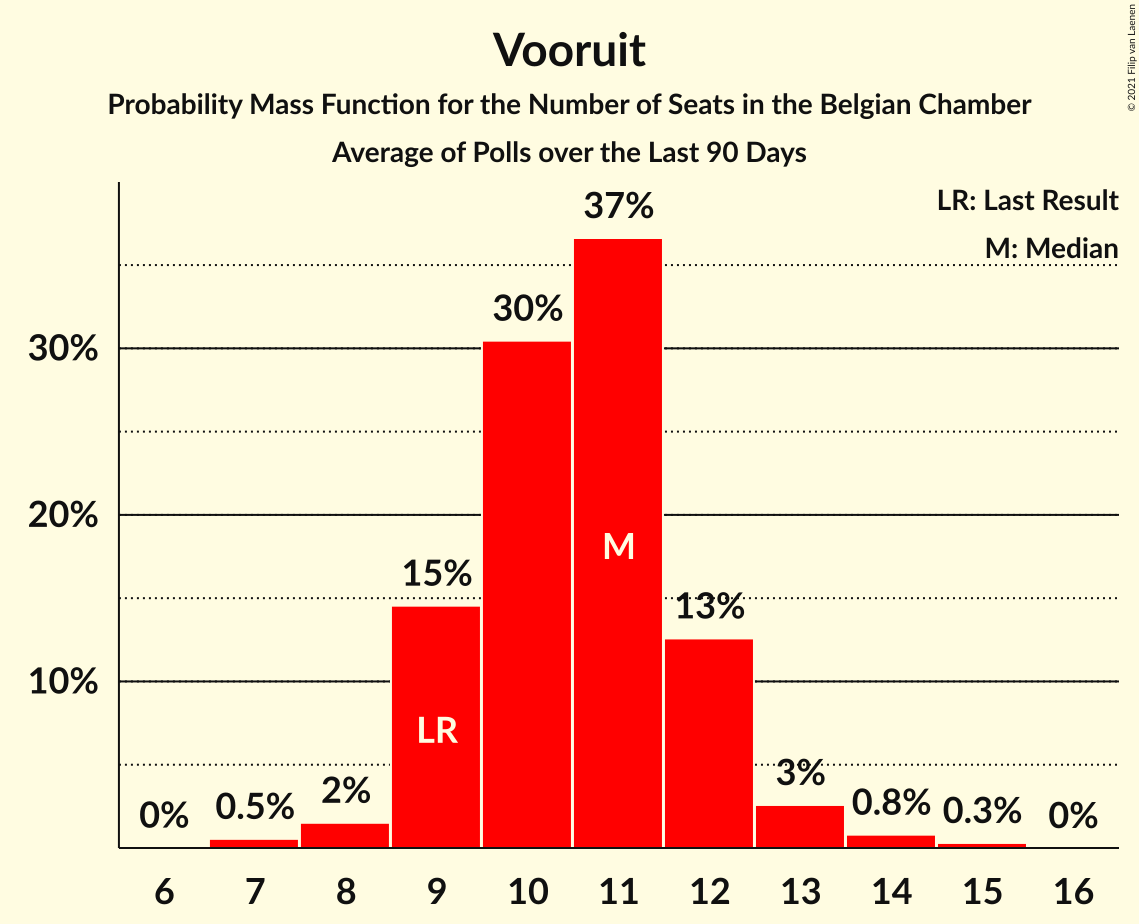 Vooruit
Probability Mass Function for the Number of Seats in the Belgian Chamber
Average of Polls over the Last 90 Days
© 2021 Filip van Laenen
LR: Last Result
M: Median
37%
30%
30%
20%
15%
M
13%
10%
LR
3%
2%
0.8%
0.5%
0.3%
0%
0%
6 7 8 9 10 11 12 13 14 15 16